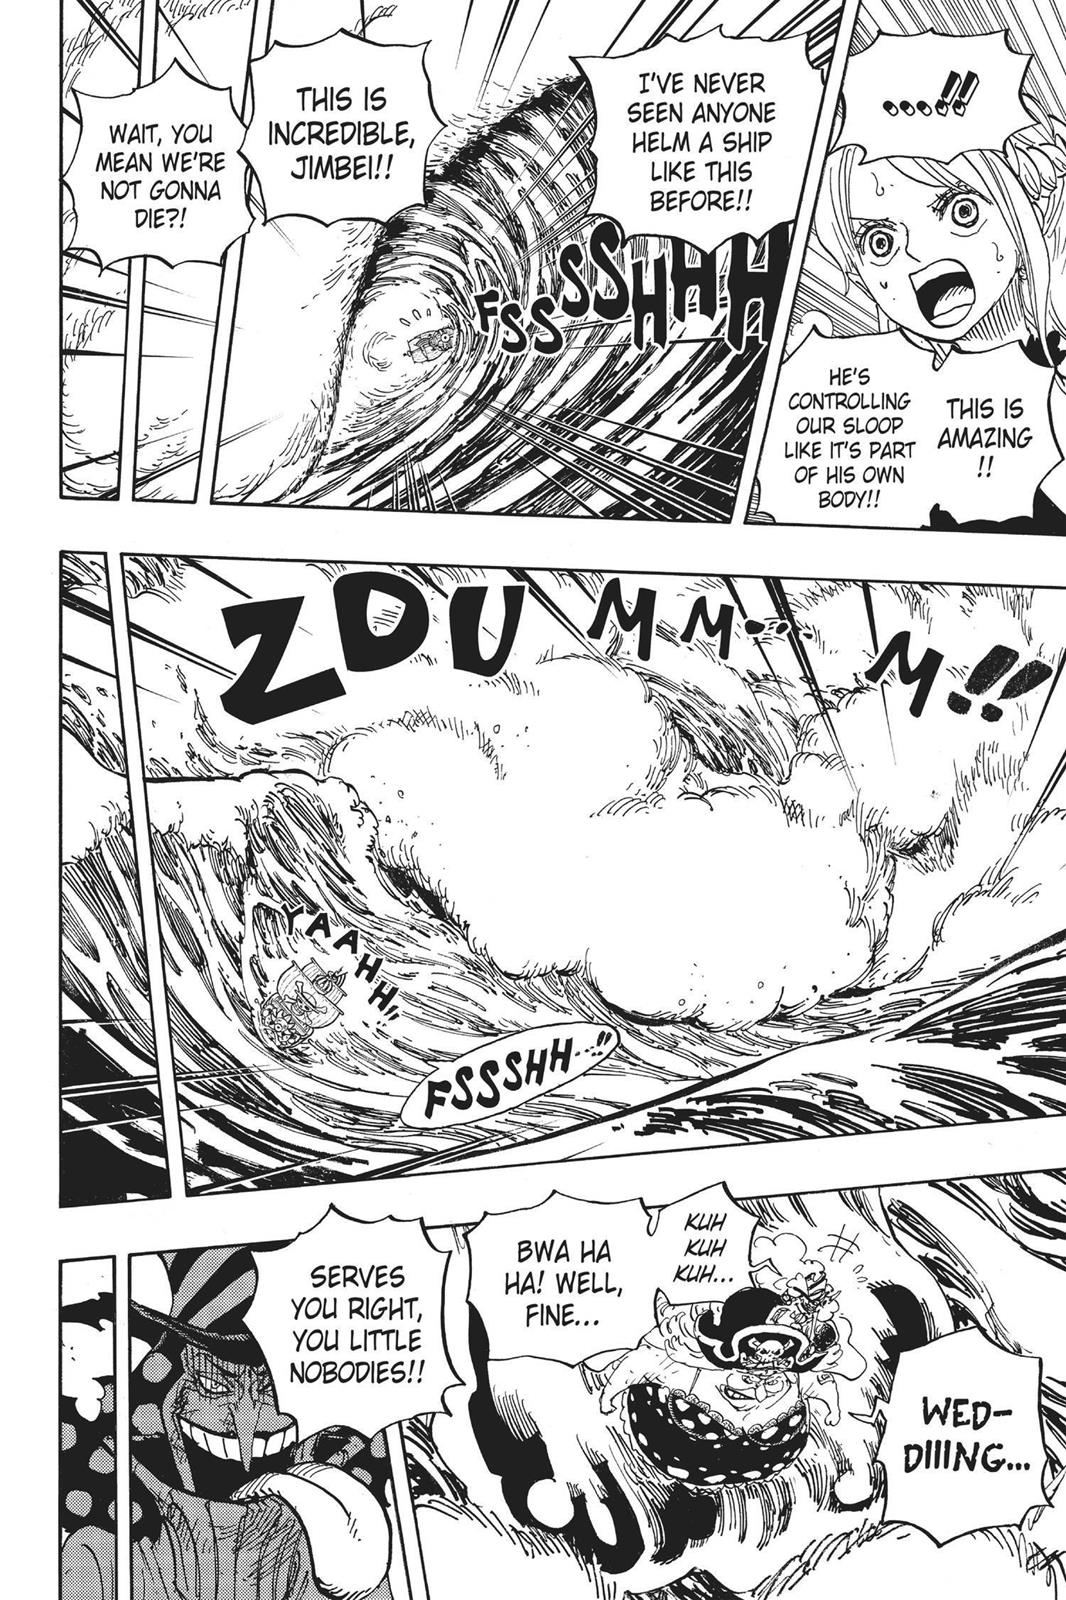 ...!!
THIS IS
AMAZING
!!
HE'S
CONTROLLING
OUR SLOOP
LIKE IT'S PART
OF HIS OWN
BODY!!
I'VE NEVER
SEEN ANYONE
HELM A SHIP
LIKE THIS
BEFORE!!
FSSSSSHHHH
THIS IS
INCREDIBLE,
JIMBEI!!
WAIT, YOU
MEAN WE'RE
NOT GONNA
DIE?!
ZDUMM...M!!
YAAHH!!
FSSSHH...!!
WED-
DIIING...
KUH
KUH
KUH...
BWA HA
HA! WELL,
FINE...
SERVES
YOU RIGHT,
YOU LITTLE
NOBODIES!!